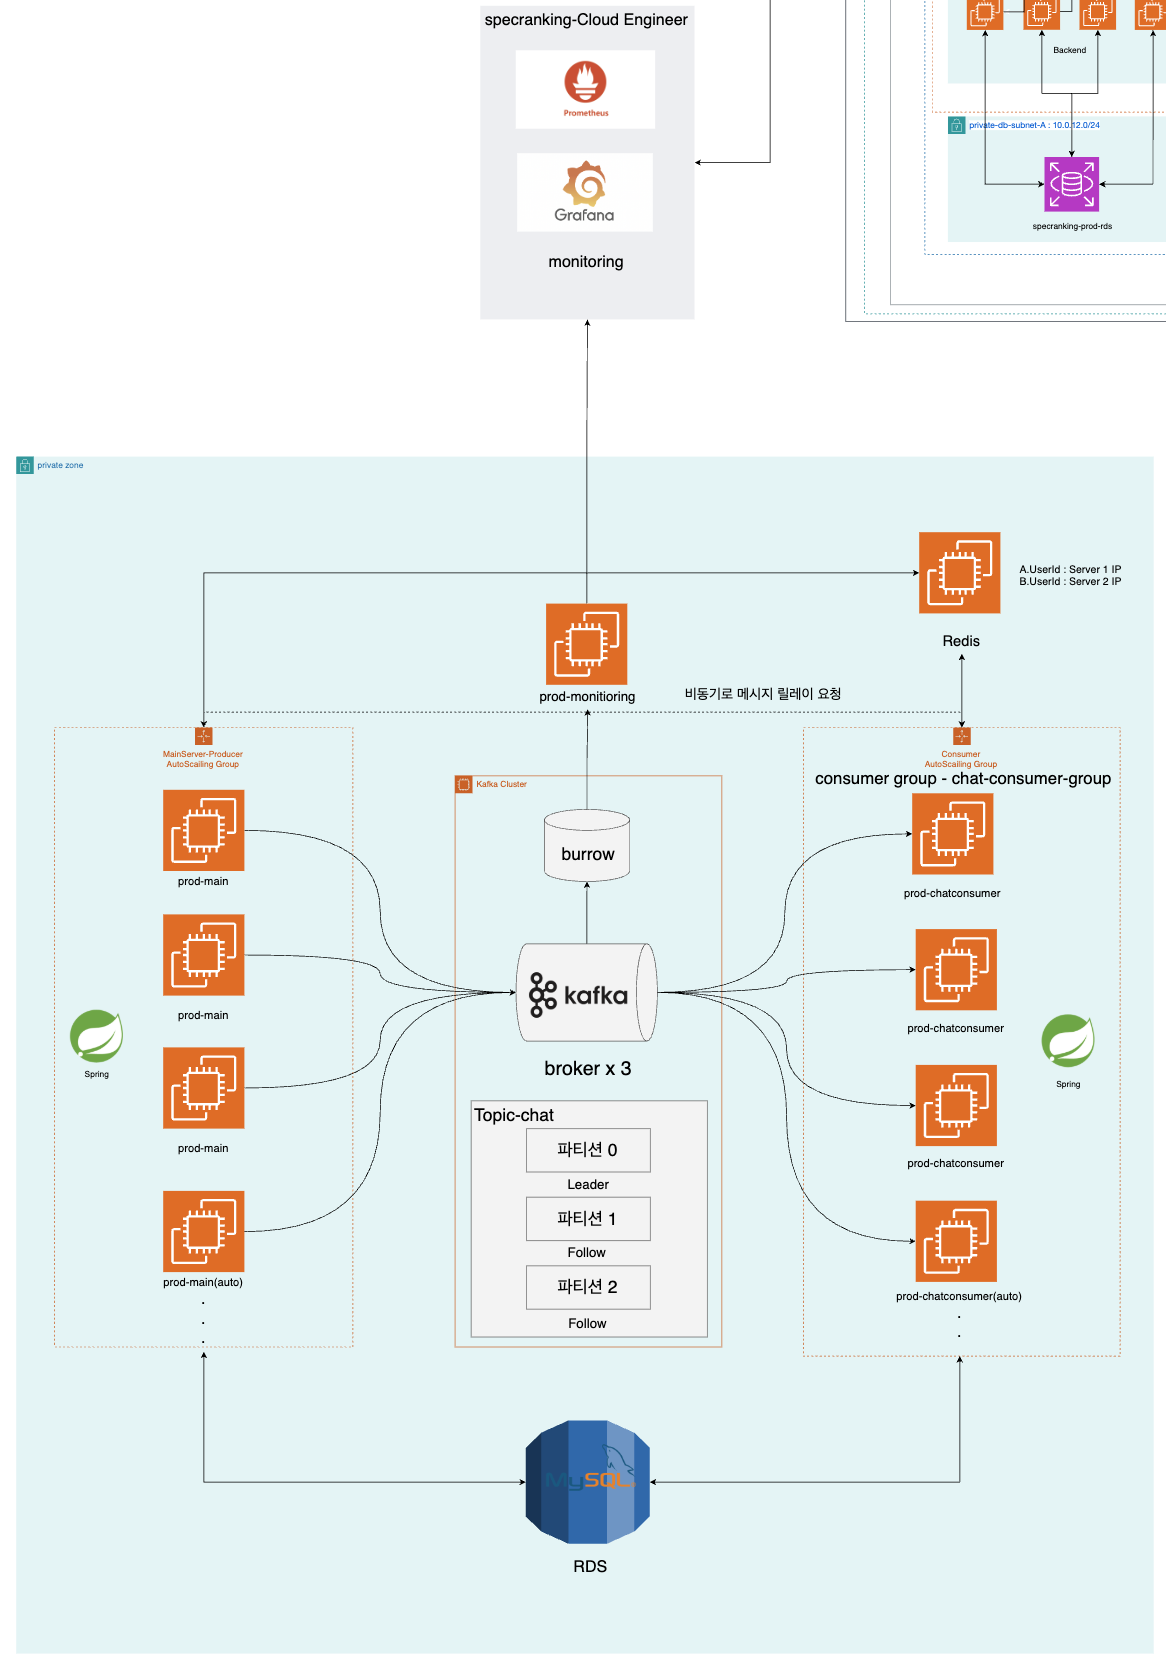 specranking-Cloud Engineer
Prometheus
Grafana
monitoring
Backend
private-db-subnet-A : 10.0.12.0/24
specranking-prod-rds
private zone
A.UserId : Server 1 IP
B.UserId : Server 2 IP
Redis
prod-monitiroing
비동기로 메시지 릴레이 요청
MainServer-Producer
AutoScailing Group
prod-main
prod-main
Spring
prod-main
prod-main(auto)
.
.
.
Kafka Cluster
burrow
kafka
broker x 3
Topic-chat
파티션 0
Leader
파티션 1
Follow
파티션 2
Follow
Consumer
AutoScailing Group
consumer group - chat-consumer-group
prod-chatconsumer
prod-chatconsumer
Spring
prod-chatconsumer
prod-chatconsumer(auto)
.
.
MySQL
RDS